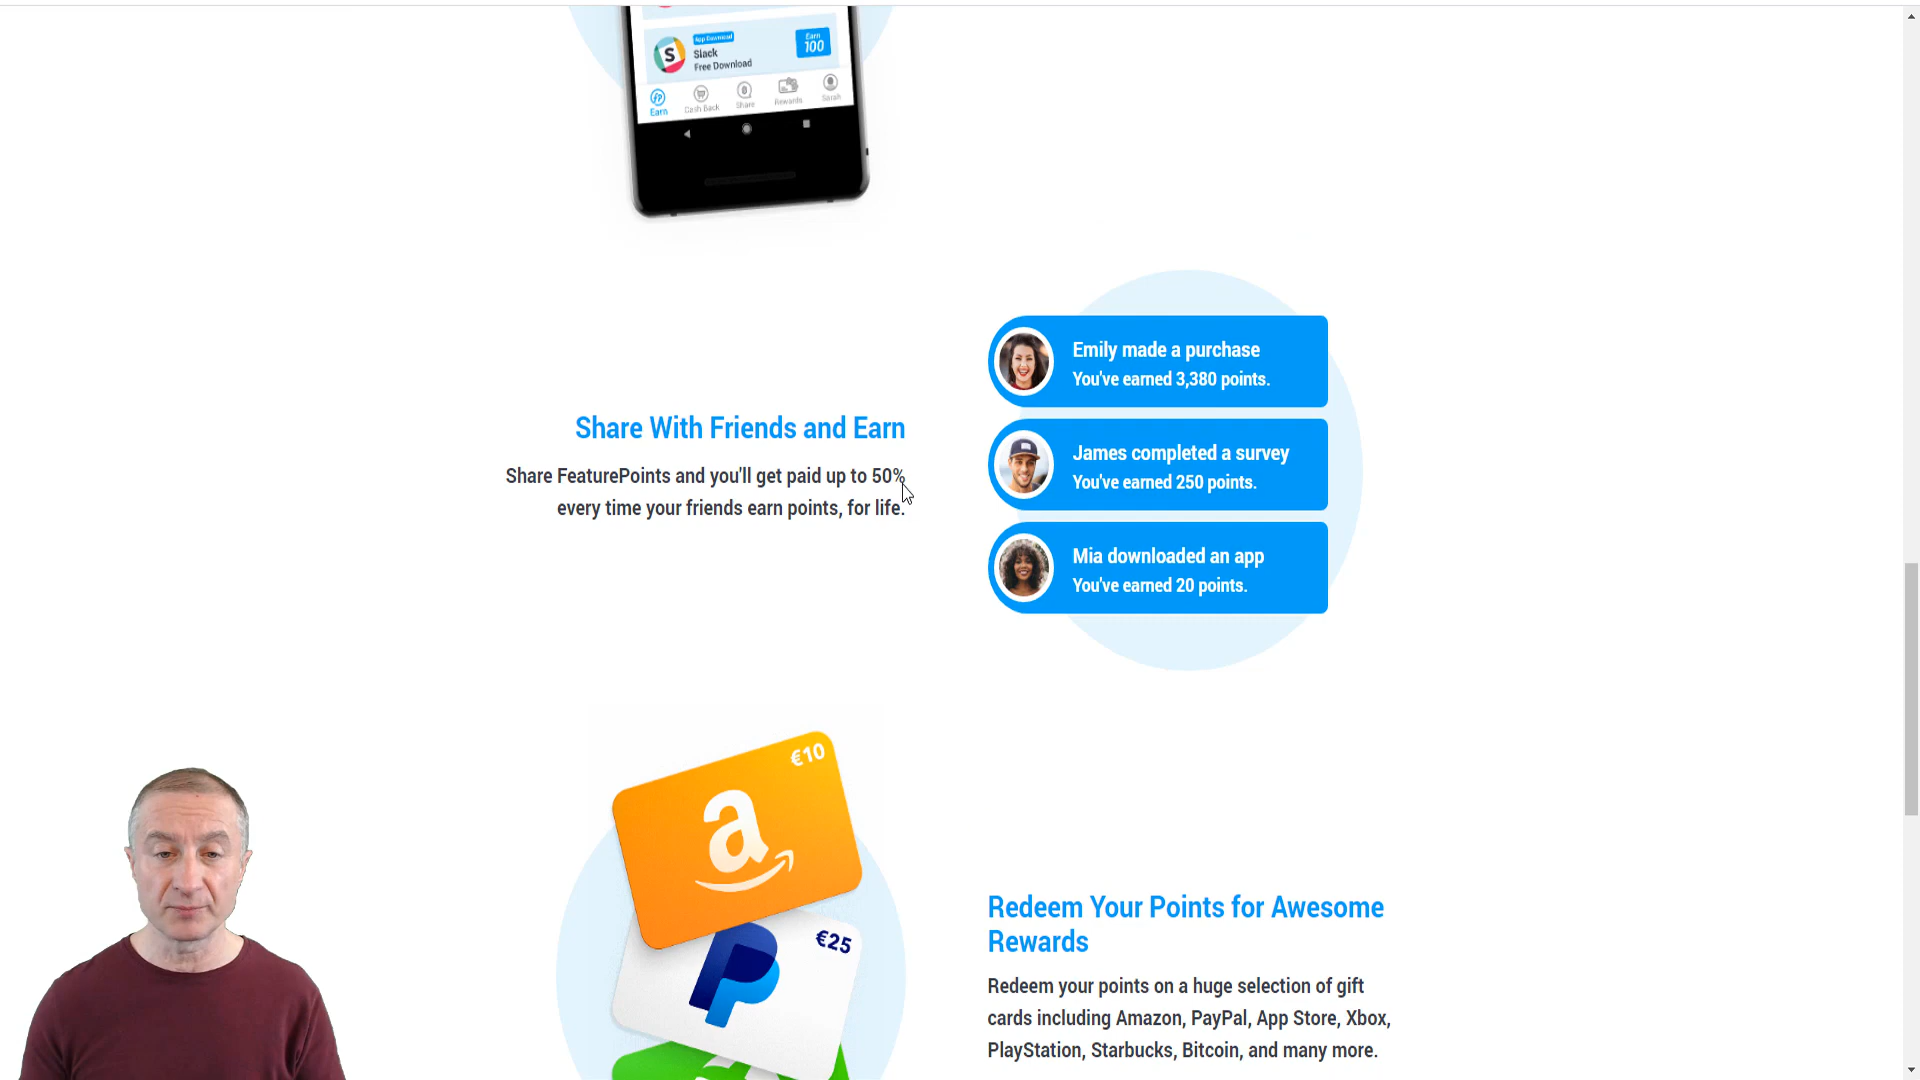 App Download
Slack
Free Download
Earn
100
Earn
Cash Back
Share
Rewards
Sarah
Share With Friends and Earn
Share FeaturePoints and you'll get paid up to 50%
every time your friends earn points, for life.
Emily made a purchase
You've earned 3,380 points.
James completed a survey
You've earned 250 points.
Mia downloaded an app
You've earned 20 points.
€10
€25
Redeem Your Points for Awesome
Rewards
Redeem your points on a huge selection of gift
cards including Amazon, PayPal, App Store, Xbox,
PlayStation, Starbucks, Bitcoin, and many more.